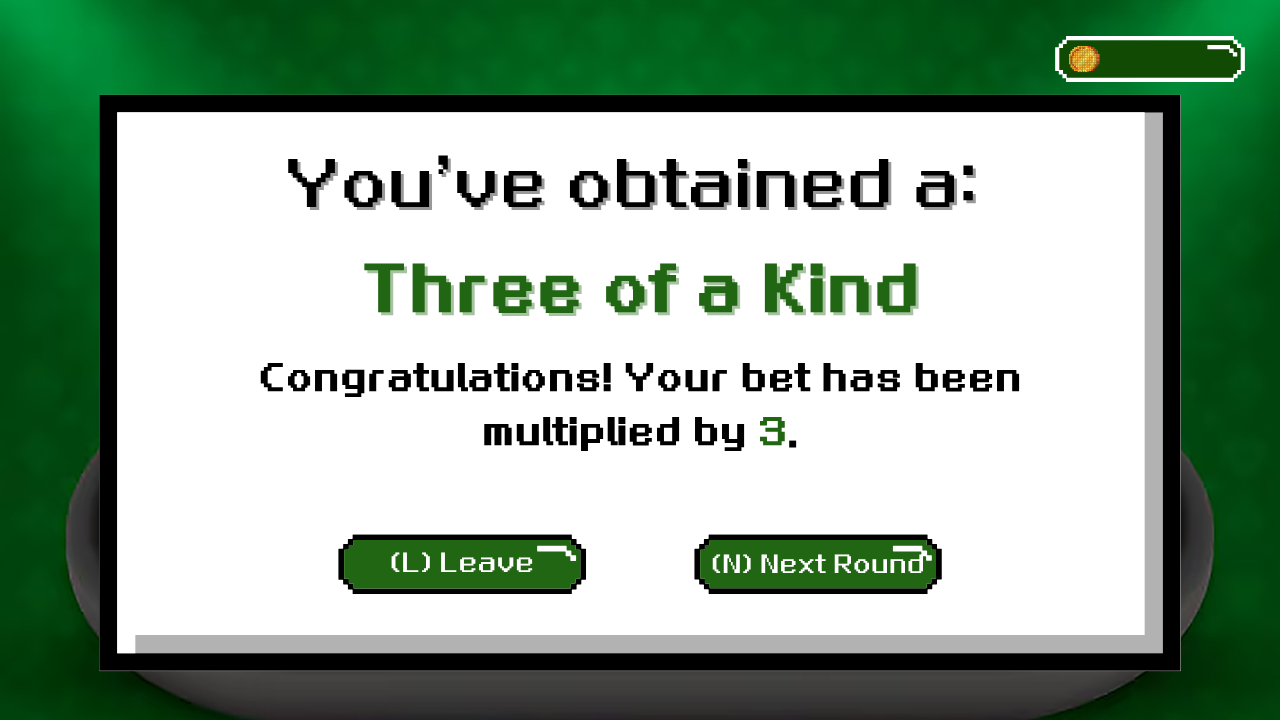 You've obtained a:
Three of a Kind
Congratulations! Your bet has been
multiplied by 3.
(L) Leave
(N) Next Round